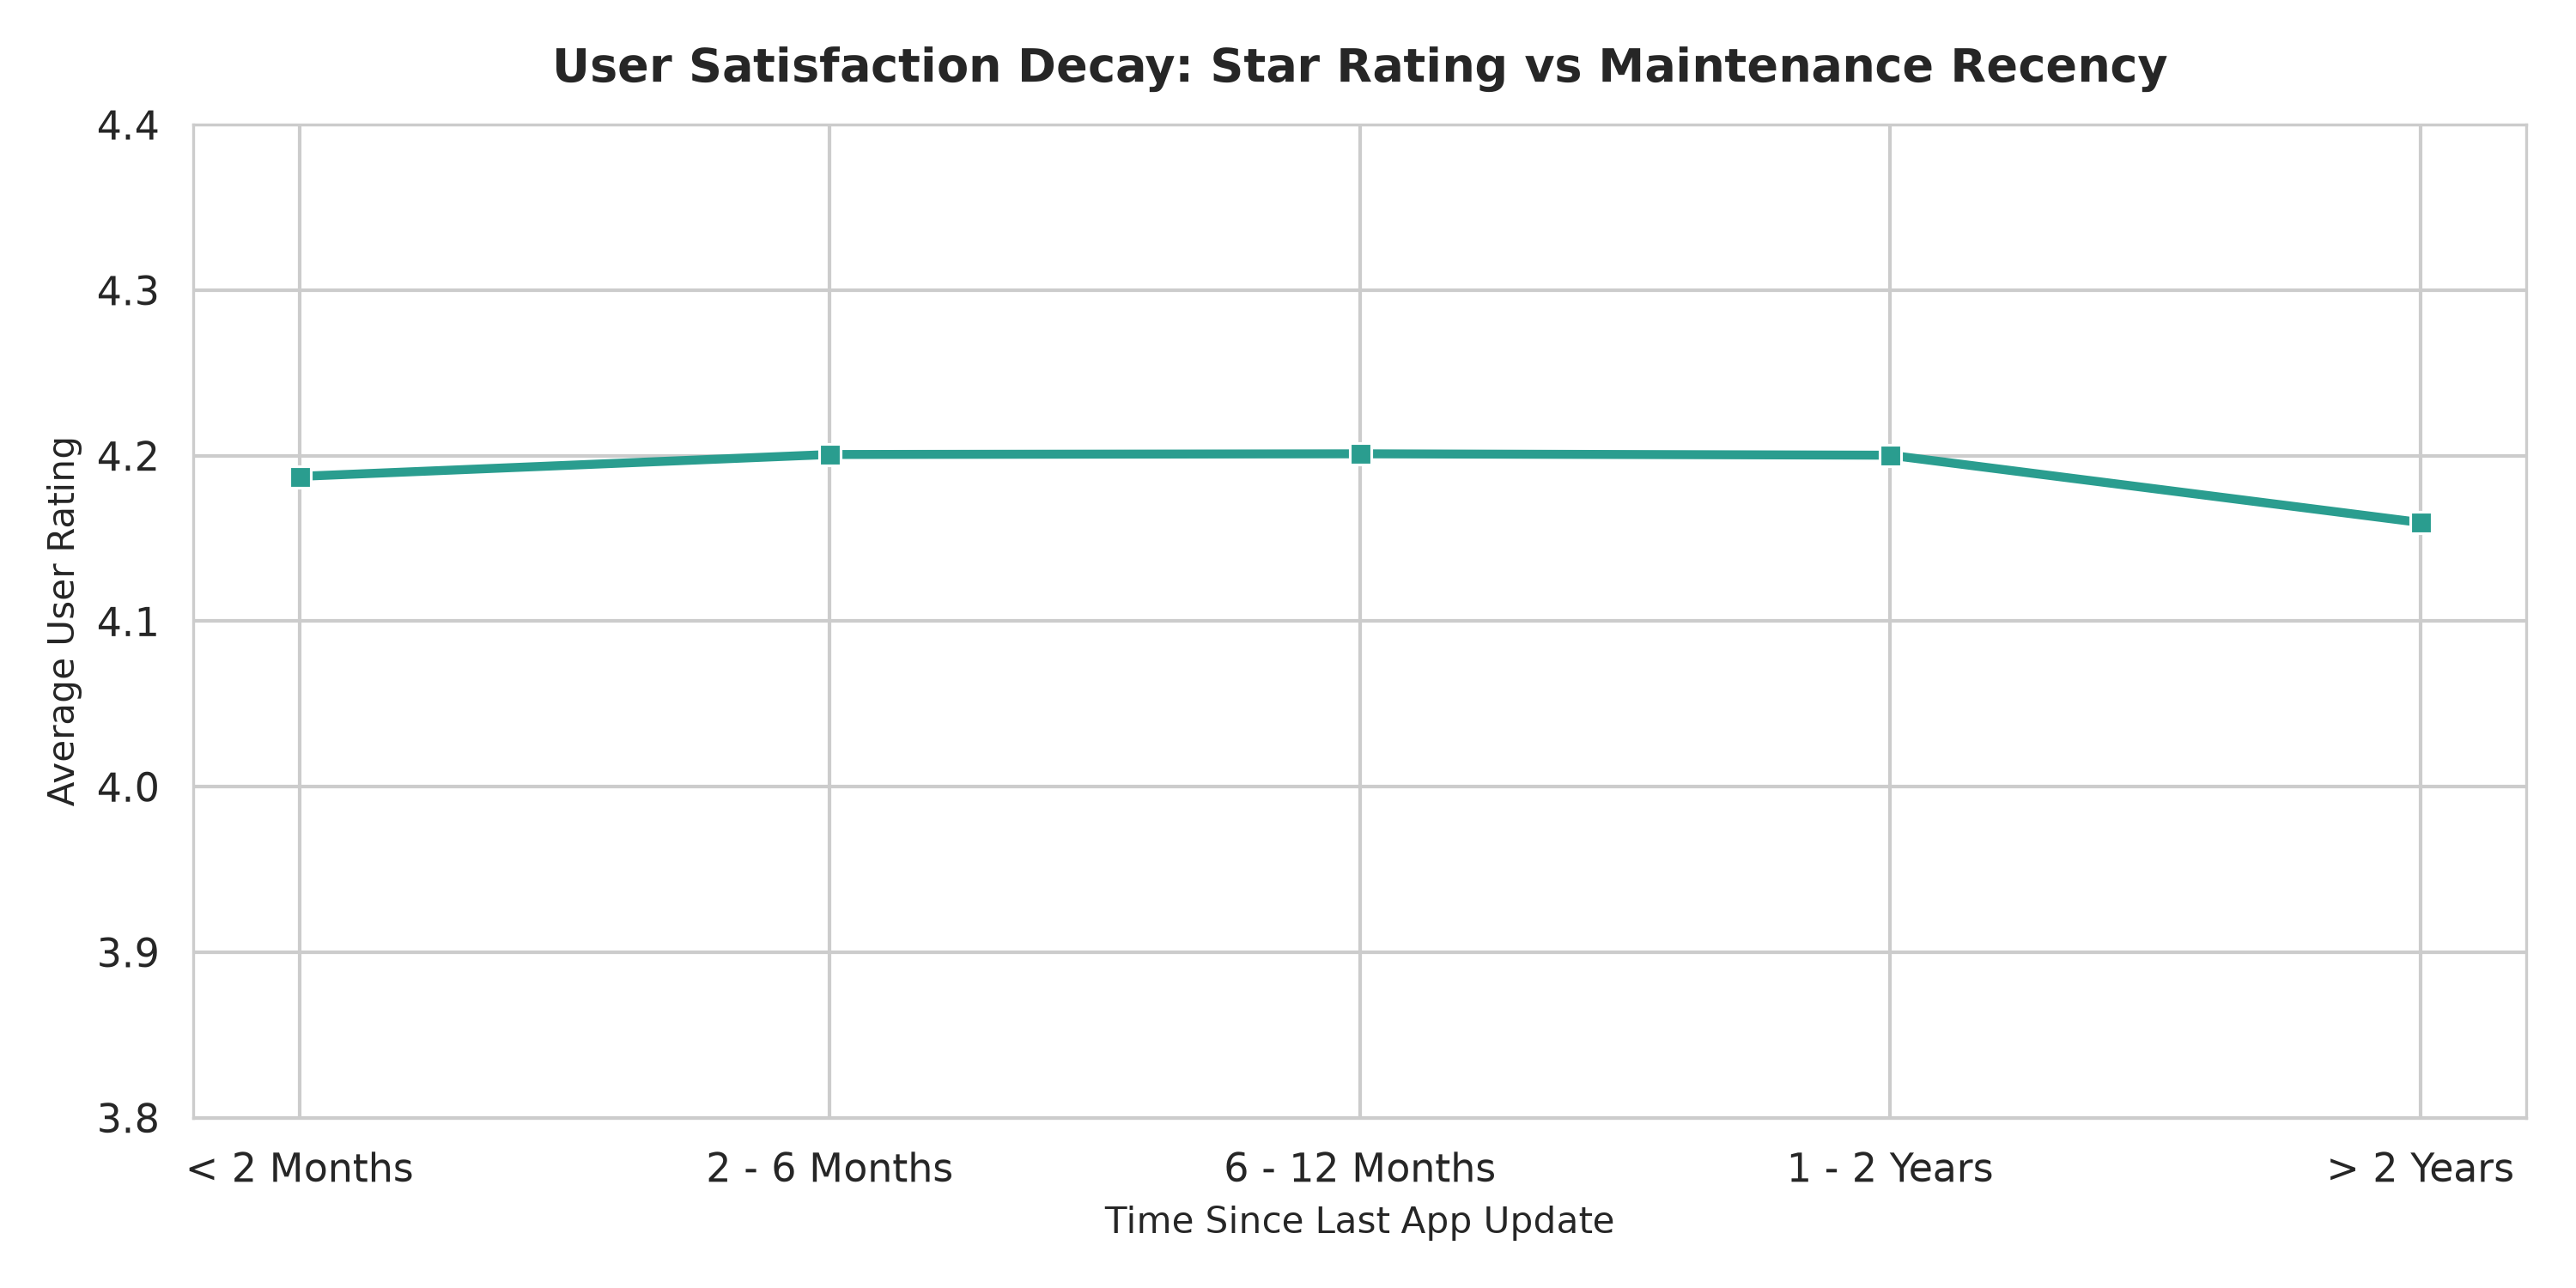 User Satisfaction Decay: Star Rating vs Maintenance Recency
4.4
4.3
4.2
4.1
4.0
3.9
3.8
Average User Rating
< 2 Months
2 - 6 Months
6 - 12 Months
1 - 2 Years
> 2 Years
Time Since Last App Update